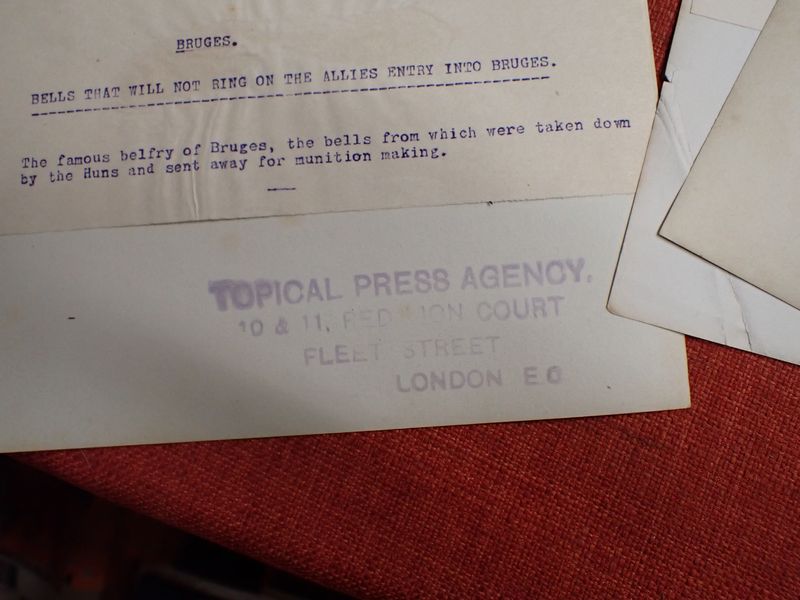 BRUGES.
BELLS THAT WILL NOT RING ON THE ALLIES ENTRY INTO BRUGES.
The famous belfry of Bruges, the bells from which were taken down
by the Huns and sent away for munition making.
TOPICAL PRESS AGENCY.
10 & 11, RED LION COURT
FLEET STREET
LONDON E.C